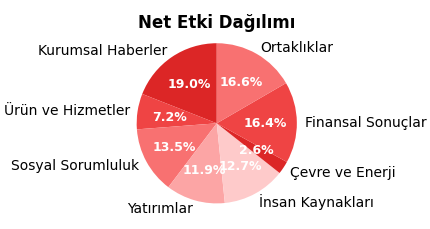 Net Etki Dağılımı
Kurumsal Haberler
Ortaklıklar
19.0%
16.6%
Ürün ve Hizmetler
7.2%
16.4%
Finansal Sonuçlar
Sosyal Sorumluluk
13.5%
2.6%
Çevre ve Enerji
11.9%
12.7%
Yatırımlar
İnsan Kaynakları